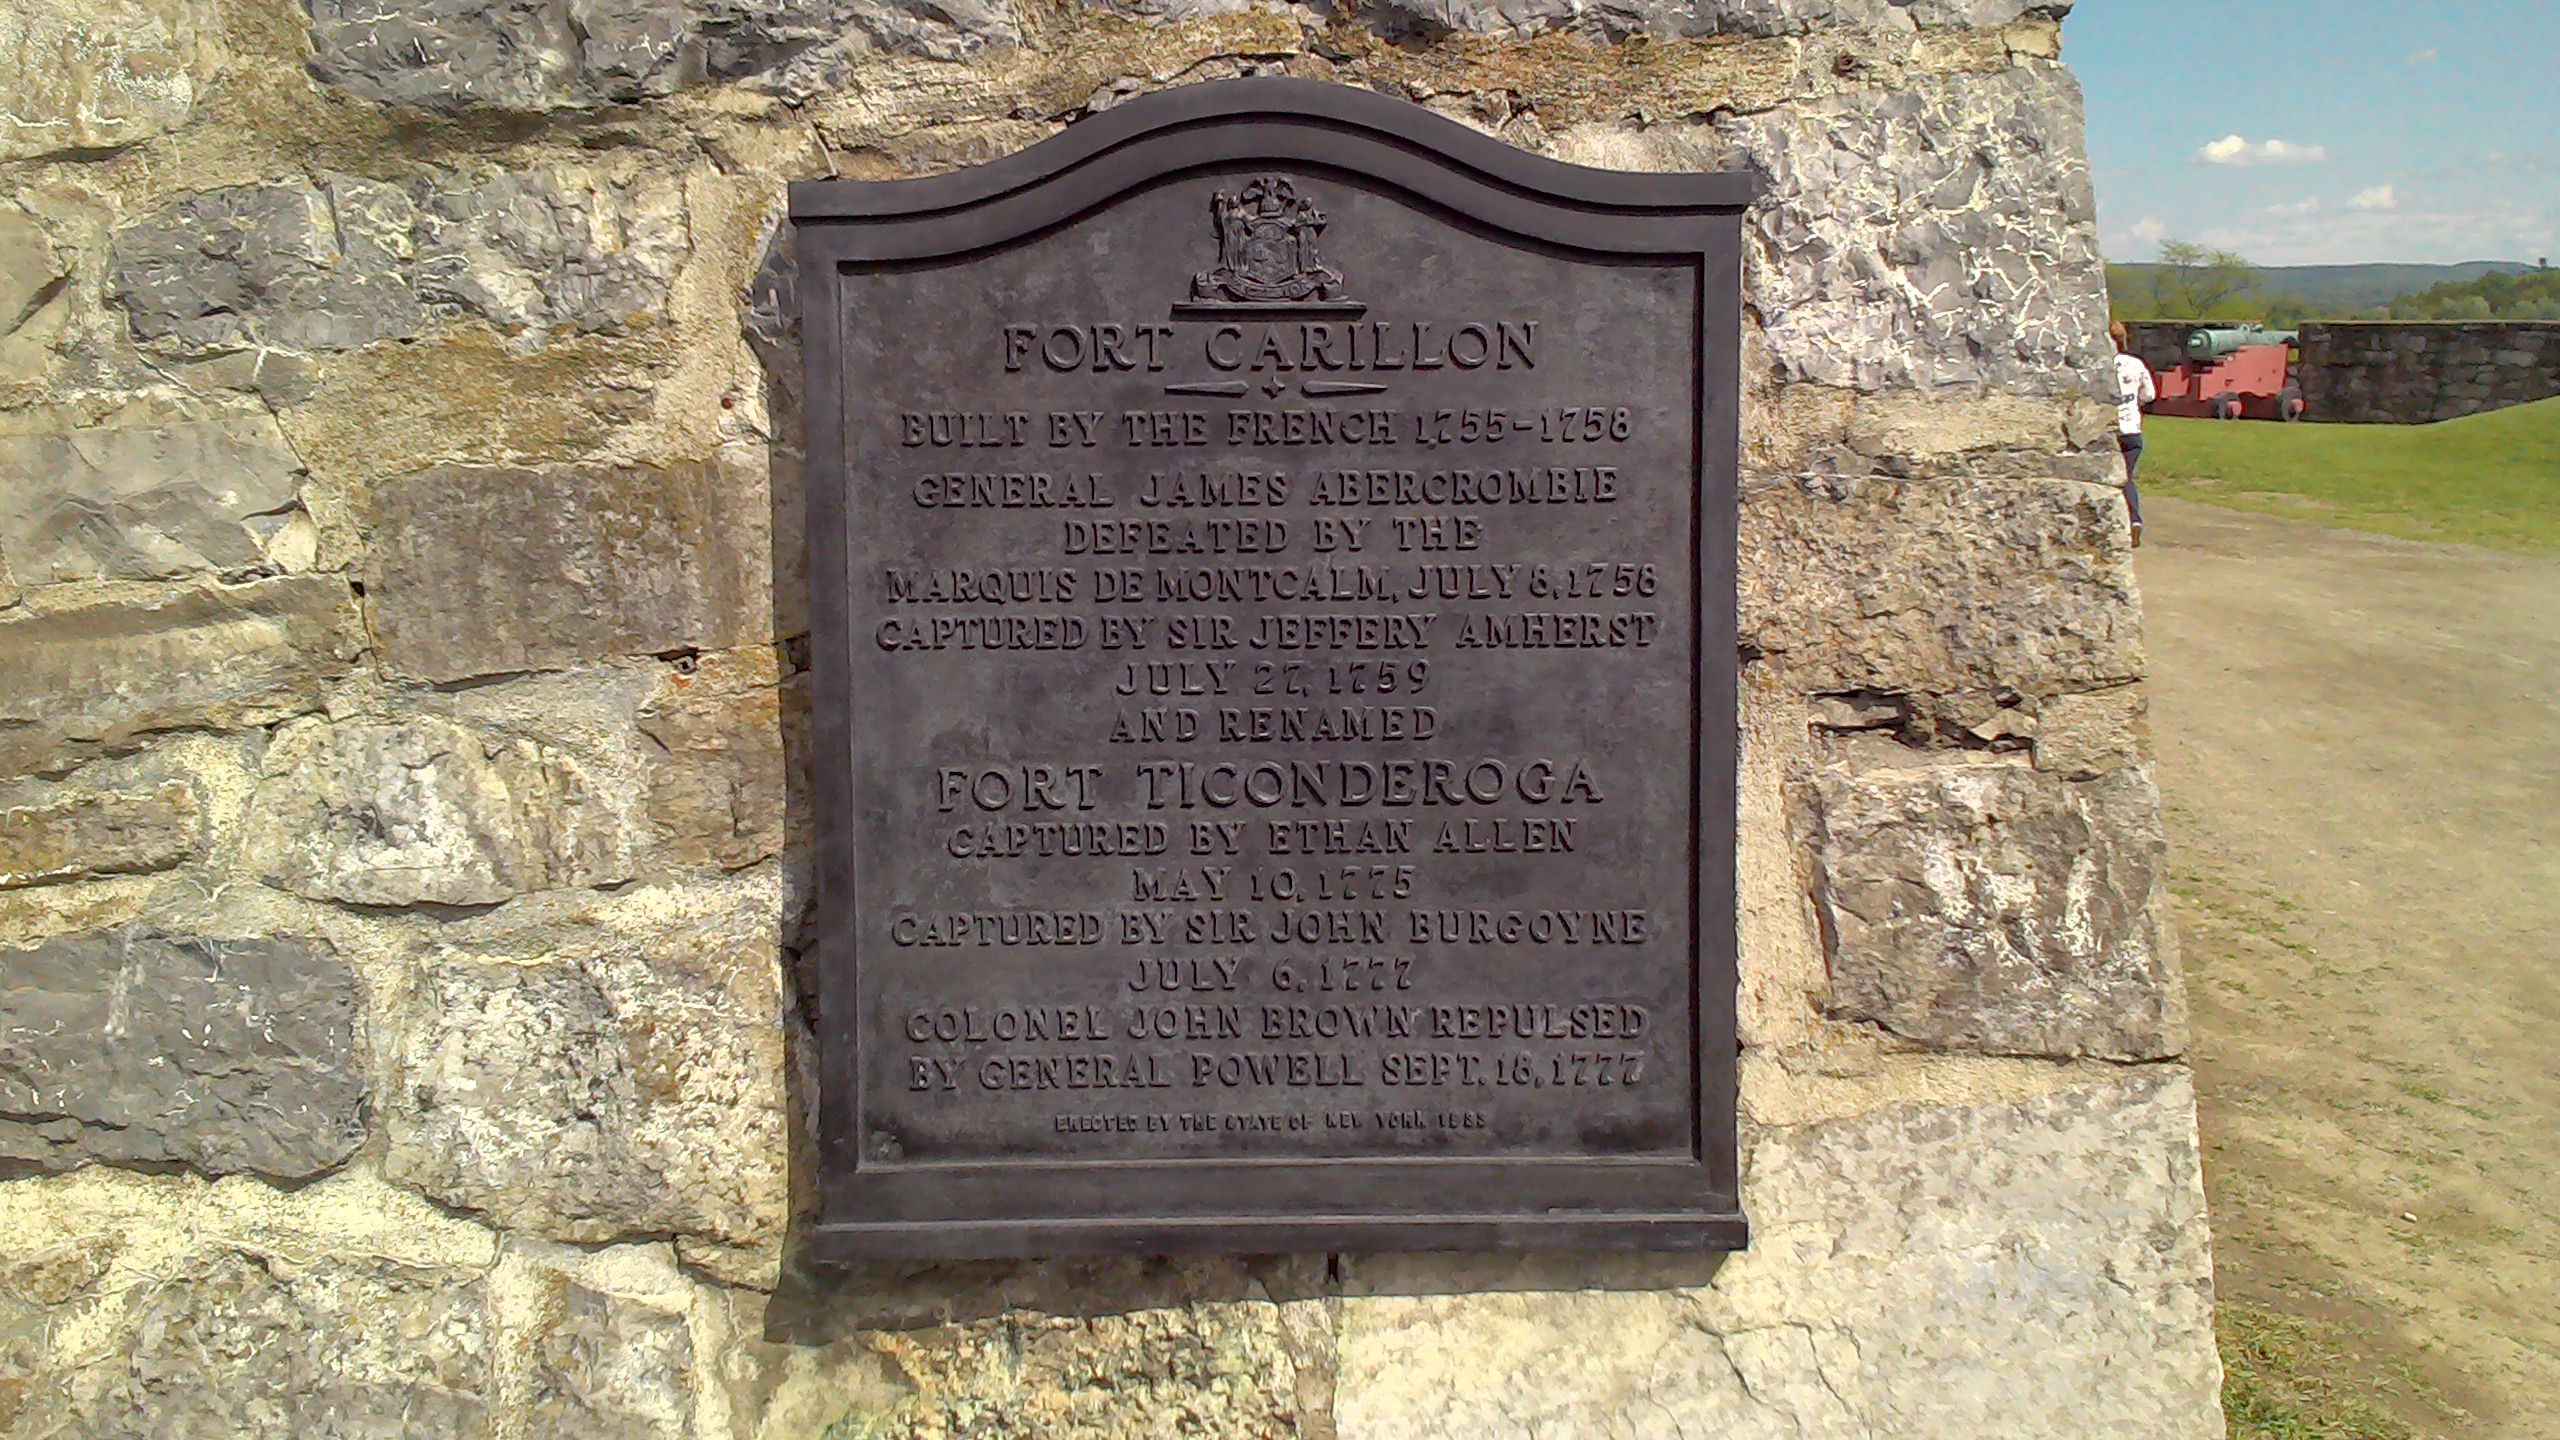 FORT CARILLON
BUILT BY THE FRENCH 1755-1758
GENERAL JAMES ABERCROMBIE
DEFEATED BY THE
MARQUIS DE MONTCALM, JULY 8, 1758
CAPTURED BY SIR JEFFERY AMHERST
JULY 27, 1759
AND RENAMED
FORT TICONDEROGA
CAPTURED BY ETHAN ALLEN
MAY 10, 1775
CAPTURED BY SIR JOHN BURGOYNE
JULY 6, 1777
COLONEL JOHN BROWN REPULSED
BY GENERAL POWELL SEPT. 18, 1777
ERECTED BY THE STATE OF NEW YORK